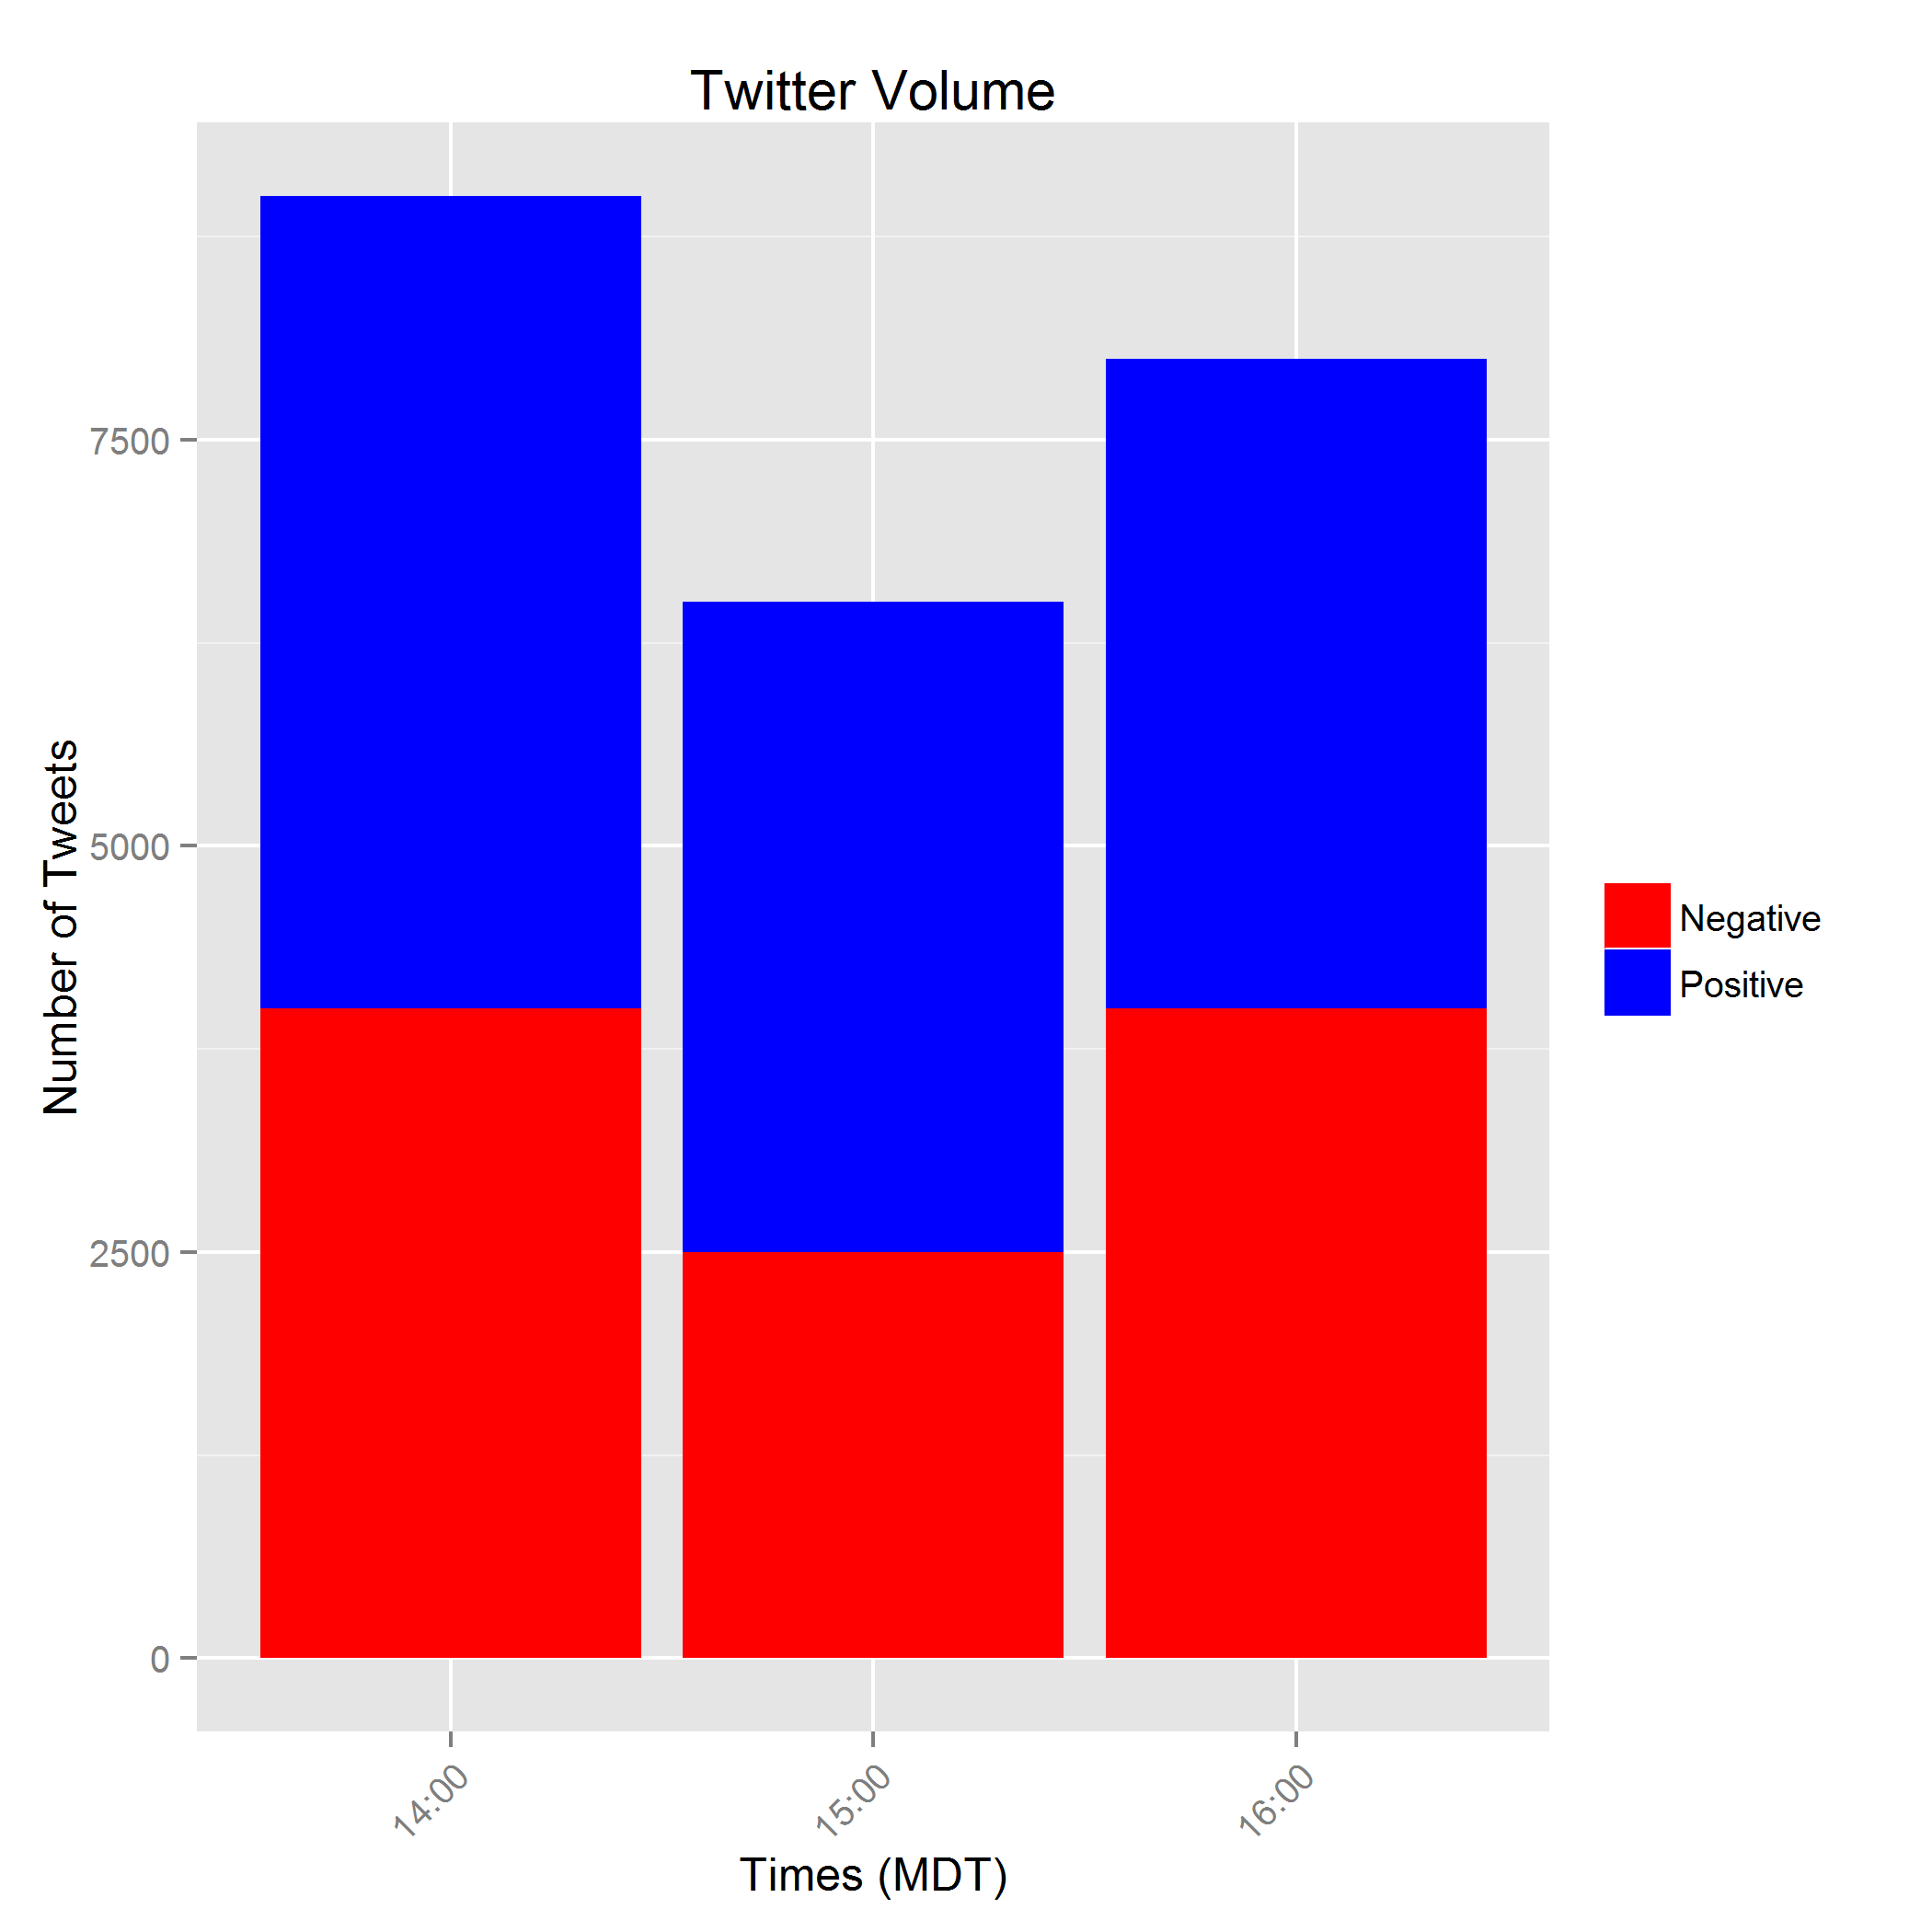 Twitter Volume
Number of Tweets
7500
5000
2500
0
14:00
15:00
16:00
Times (MDT)
Negative
Positive